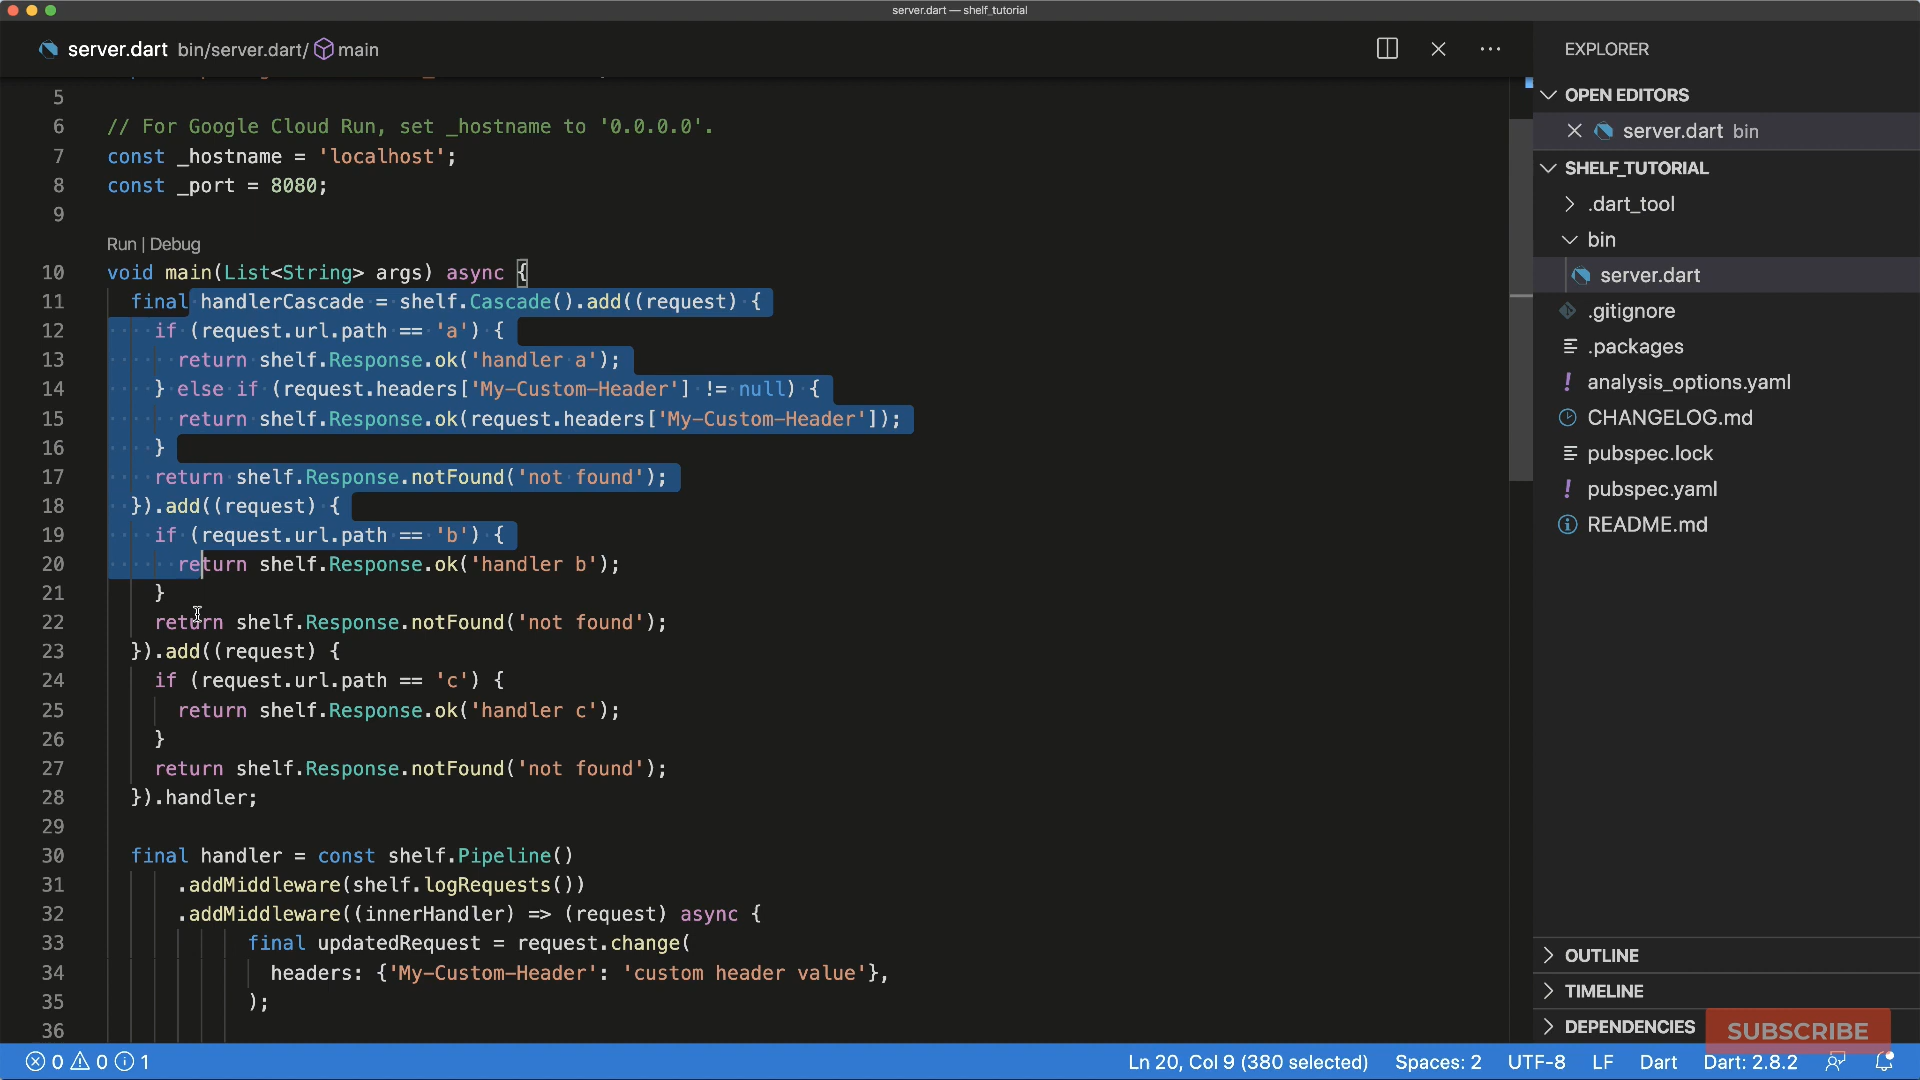 server.dart — shelf_tutorial
server.dart bin/server.dart/ main
5
6 // For Google Cloud Run, set _hostname to '0.0.0.0'.
7 const _hostname = 'localhost';
8 const _port = 8080;
9
Run | Debug
10 void main(List<String> args) async {
11 final handlerCascade = shelf.Cascade().add((request) {
12 if (request.url.path == 'a') {
13 return shelf.Response.ok('handler a');
14 } else if (request.headers['My-Custom-Header'] != null) {
15 return shelf.Response.ok(request.headers['My-Custom-Header']);
16 }
17 return shelf.Response.notFound('not found');
18 }).add((request) {
19 if (request.url.path == 'b') {
20 return shelf.Response.ok('handler b');
21 }
22 return shelf.Response.notFound('not found');
23 }).add((request) {
24 if (request.url.path == 'c') {
25 return shelf.Response.ok('handler c');
26 }
27 return shelf.Response.notFound('not found');
28 }).handler;
29
30 final handler = const shelf.Pipeline()
31 .addMiddleware(shelf.logRequests())
32 .addMiddleware((innerHandler) => (request) async {
33 final updatedRequest = request.change(
34 headers: {'My-Custom-Header': 'custom header value'},
35 );
36
EXPLORER
OPEN EDITORS
server.dart bin
SHELF_TUTORIAL
.dart_tool
bin
server.dart
.gitignore
.packages
! analysis_options.yaml
CHANGELOG.md
pubspec.lock
! pubspec.yaml
README.md
OUTLINE
TIMELINE
DEPENDENCIES
SUBSCRIBE
0 0 1
Ln 20, Col 9 (380 selected) Spaces: 2 UTF-8 LF Dart Dart: 2.8.2